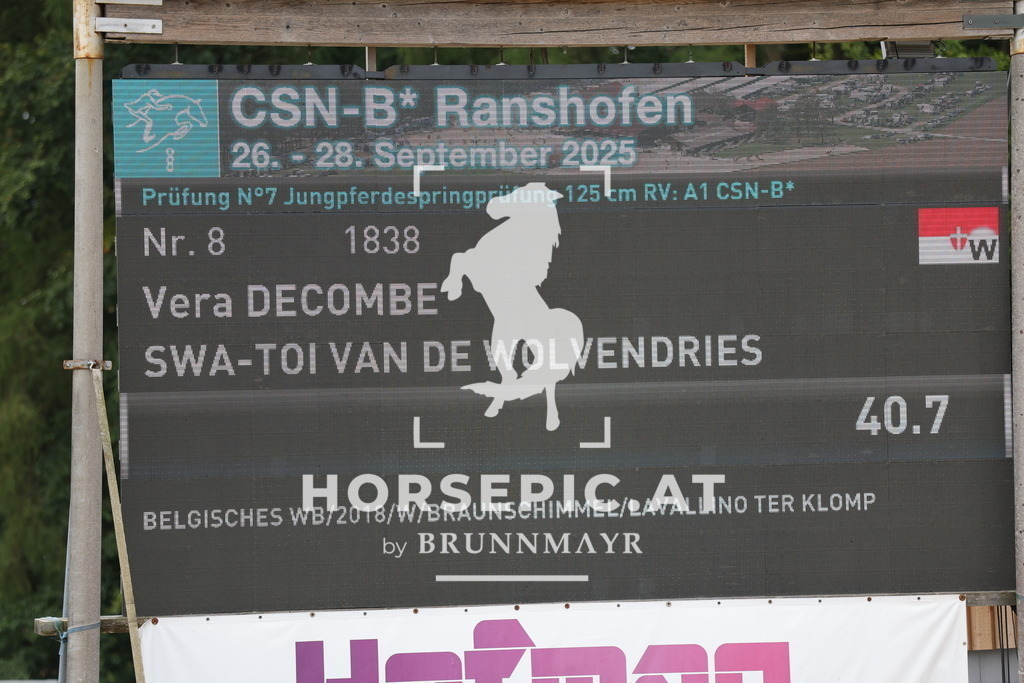 CSN-B* Ranshofen
26. - 28. September 2025
Prüfung N°7 Jungpferdespringprüfung 125 cm RV: A1 CSN-B*
Nr. 8 1838
W
Vera DECOMBE
SWA-TOI VAN DE WOLVENDRIES
40.7
HORSEPIC.AT
BELGISCHES WB/2018/W/BRAUNSCHIMMEL/LAVALLINO TER KLOMP
by BRUNNMAYR